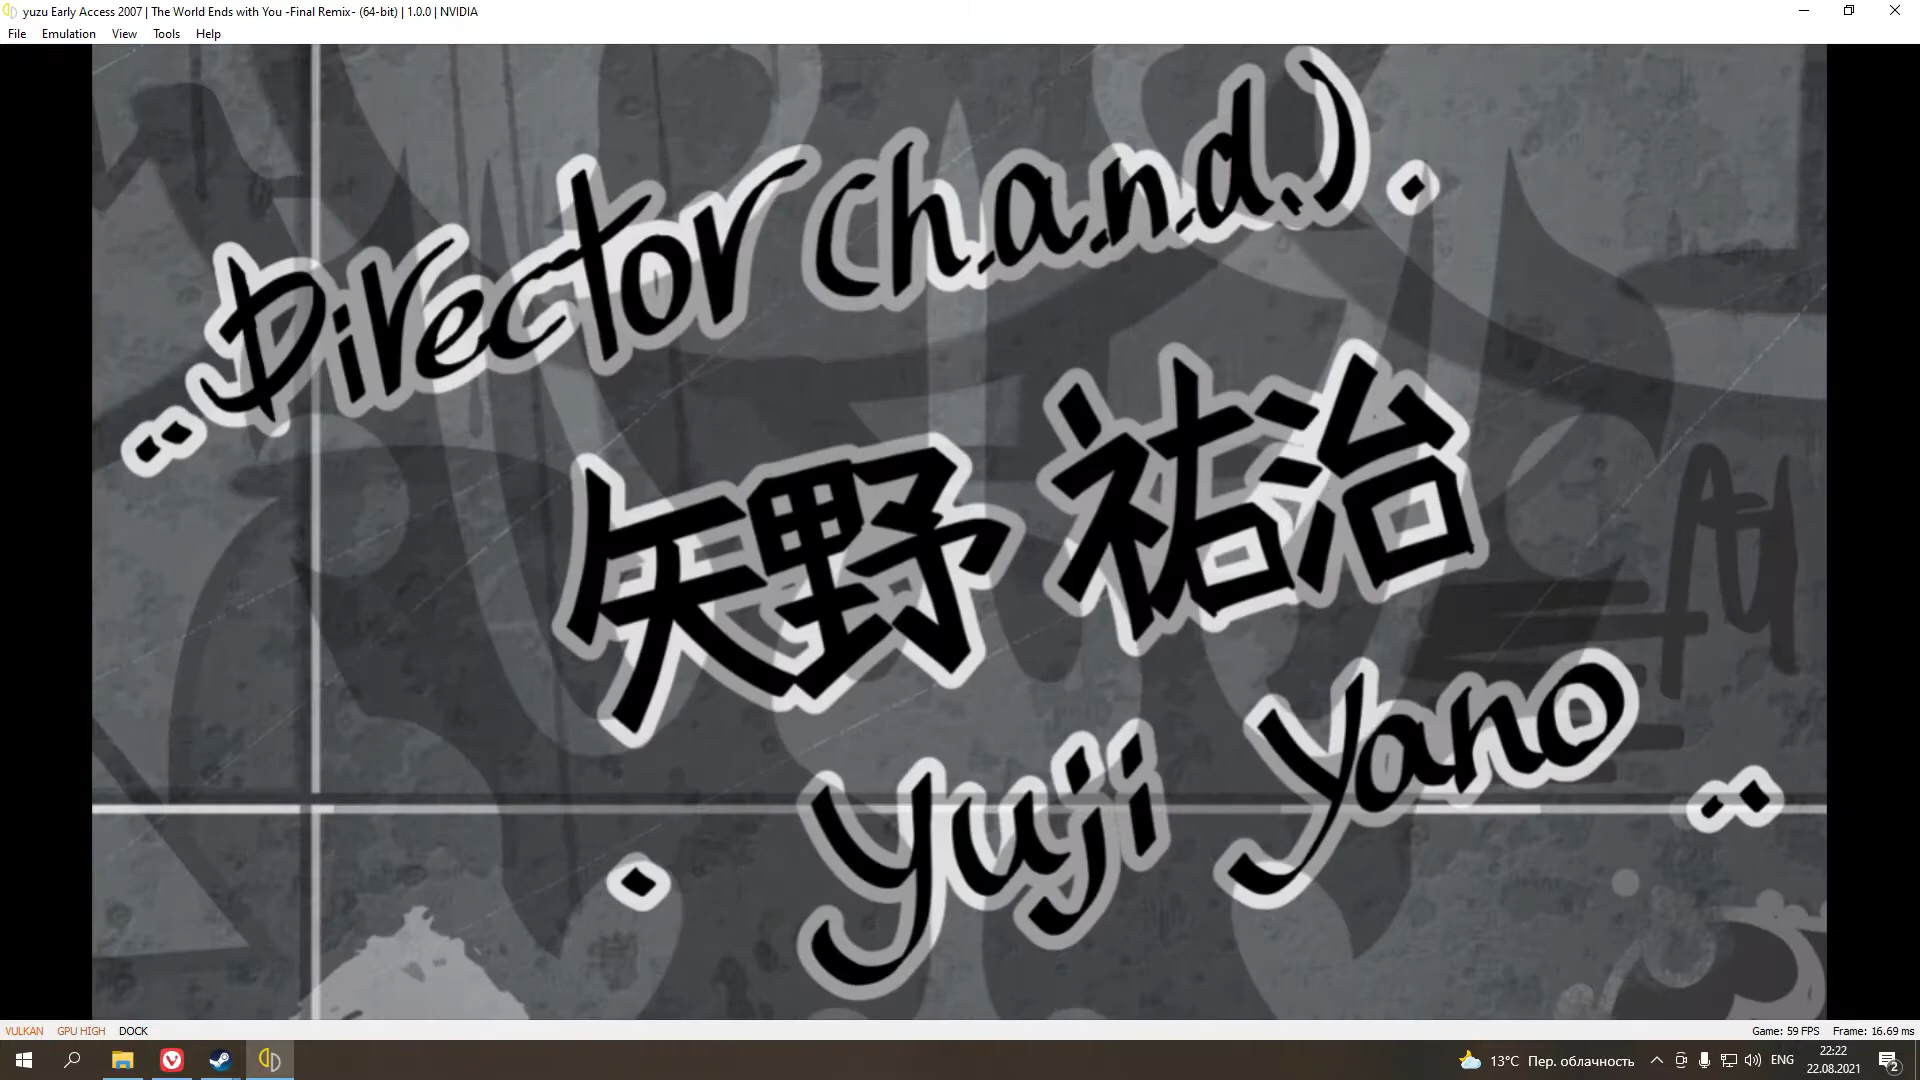 yuzu Early Access 2007 | The World Ends with You -Final Remix- (64-bit) | 1.0.0 | NVIDIA
File Emulation View Tools Help
Director (h.a.n.d.)
矢野 祐治
Yuji Yano
VULKAN GPU HIGH DOCK Game: 59 FPS Frame: 16.69 ms
13°C Пер. облачность ENG 22:22
22.08.2021 2